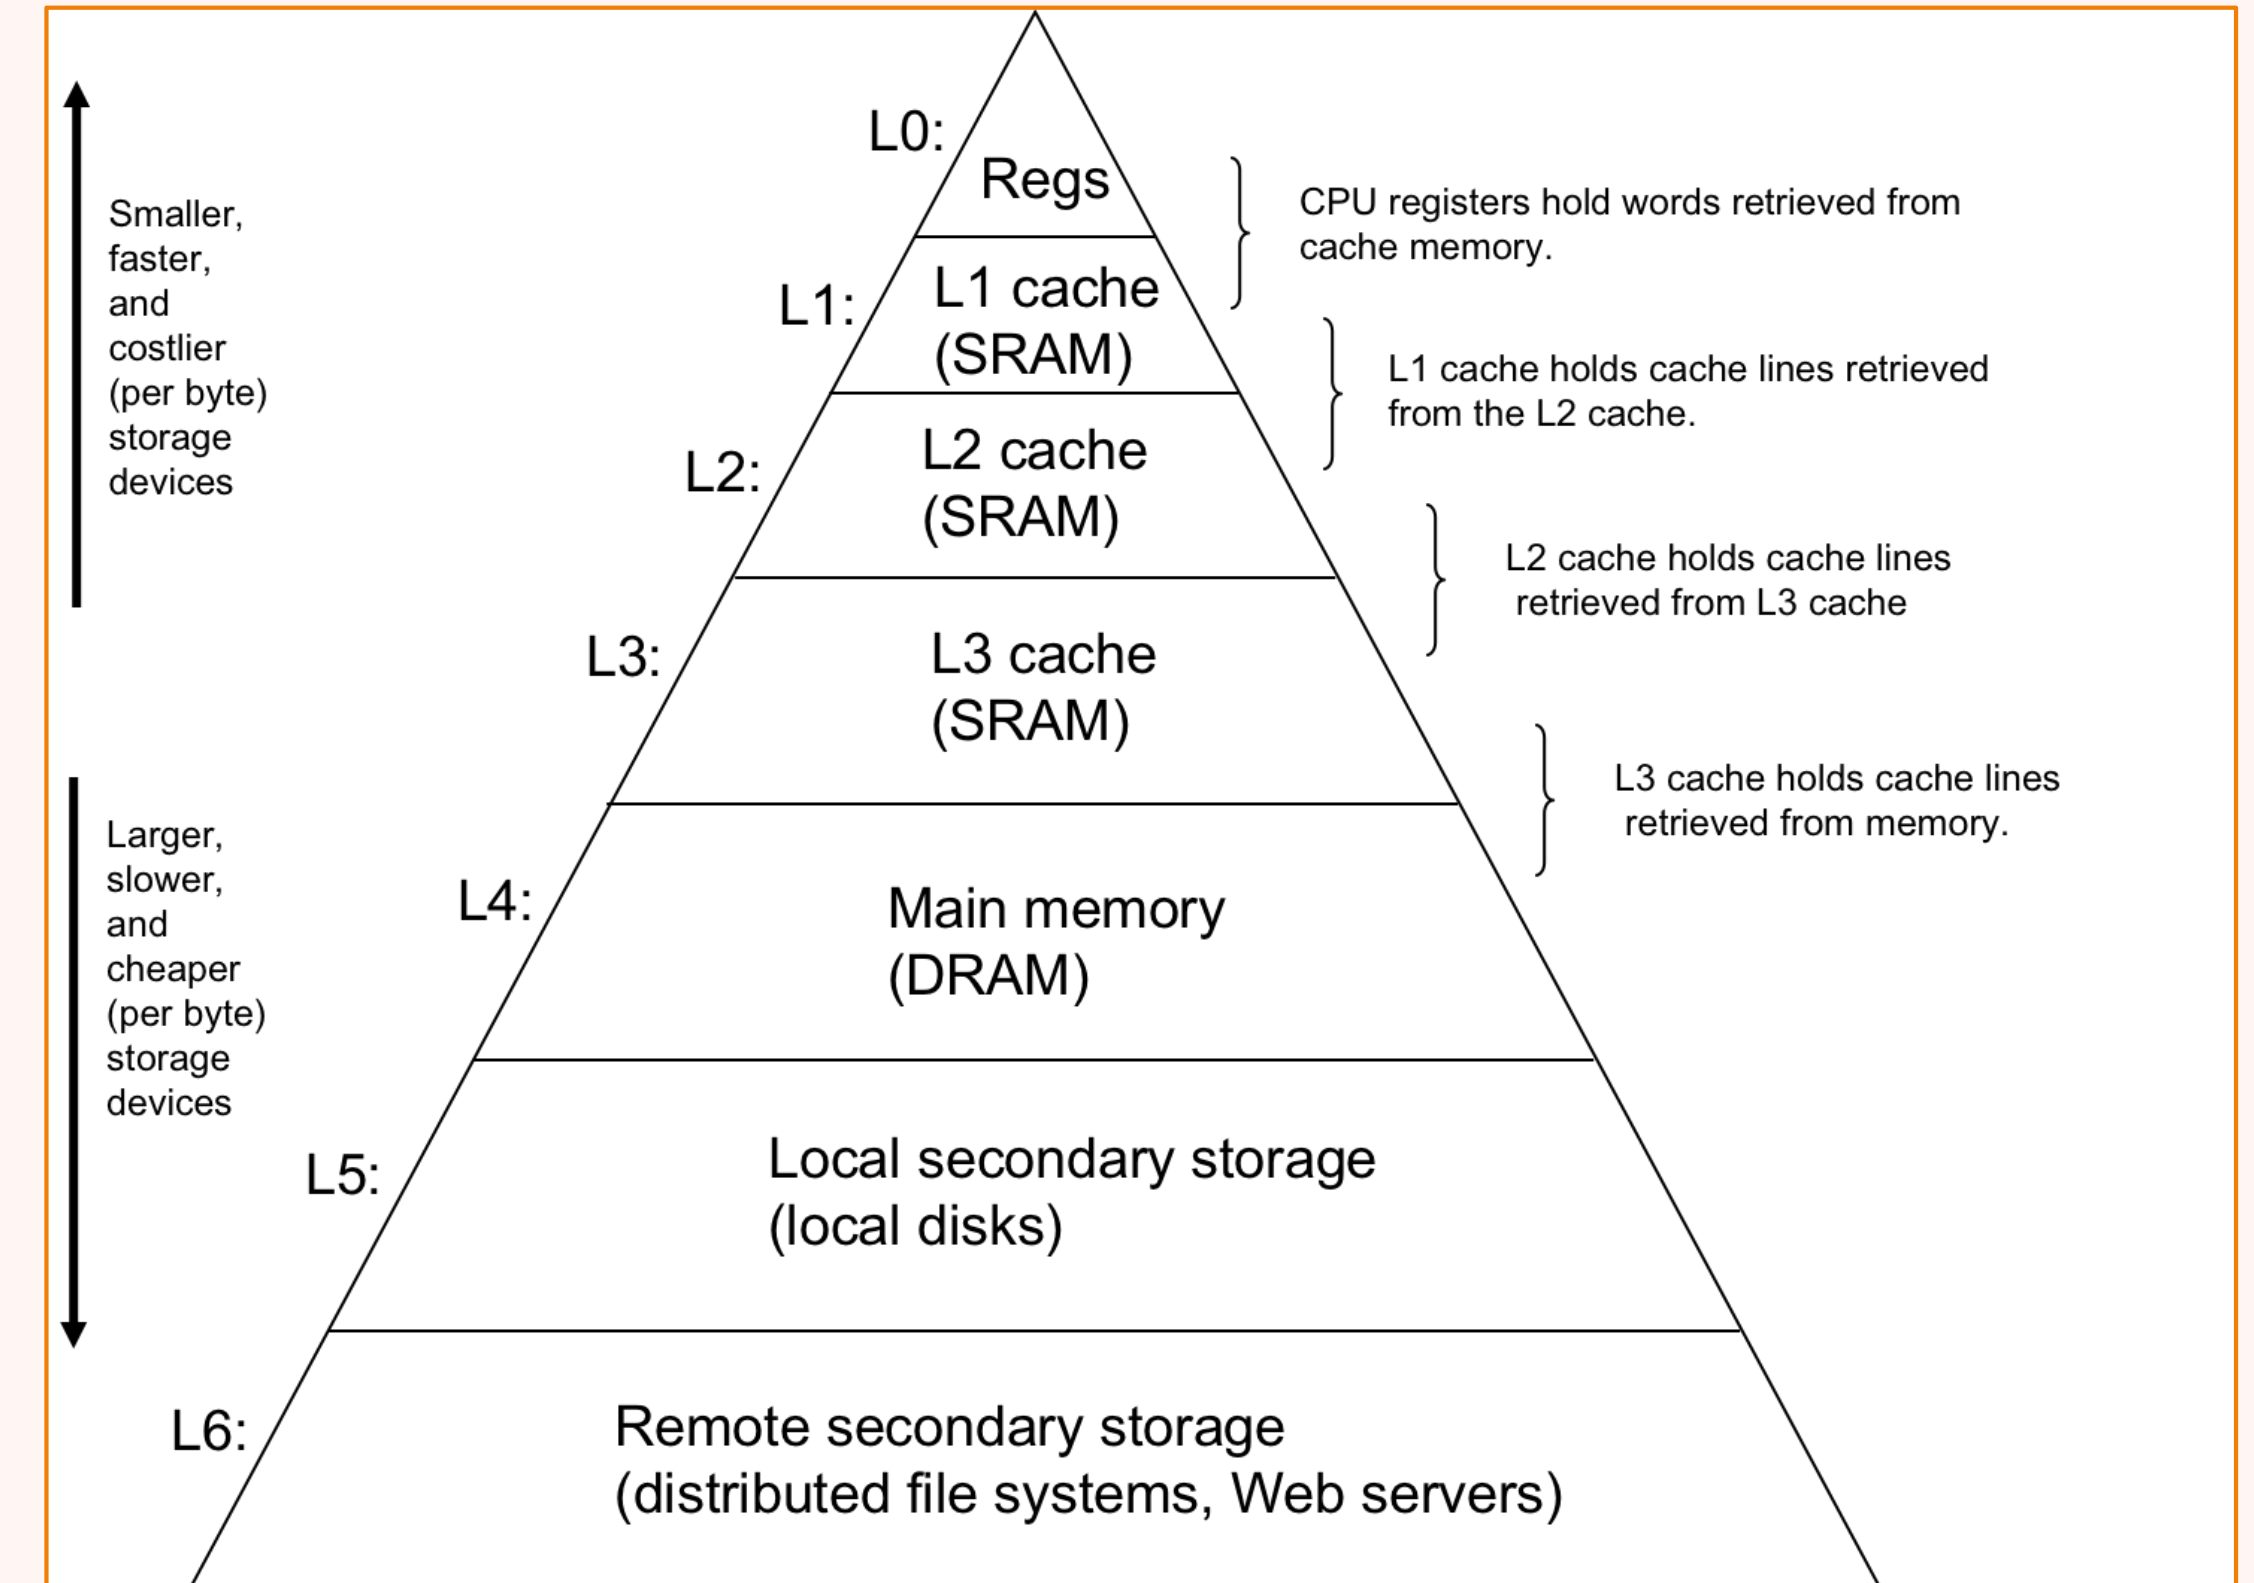 L0:
Regs
CPU registers hold words retrieved from
cache memory.
Smaller,
faster,
and
costlier
(per byte)
storage
devices
L1:
L1 cache
(SRAM)
L1 cache holds cache lines retrieved
from the L2 cache.
L2:
L2 cache
(SRAM)
L2 cache holds cache lines
retrieved from L3 cache
L3:
L3 cache
(SRAM)
L3 cache holds cache lines
retrieved from memory.
Larger,
slower,
and
cheaper
(per byte)
storage
devices
L4:
Main memory
(DRAM)
L5:
Local secondary storage
(local disks)
L6:
Remote secondary storage
(distributed file systems, Web servers)